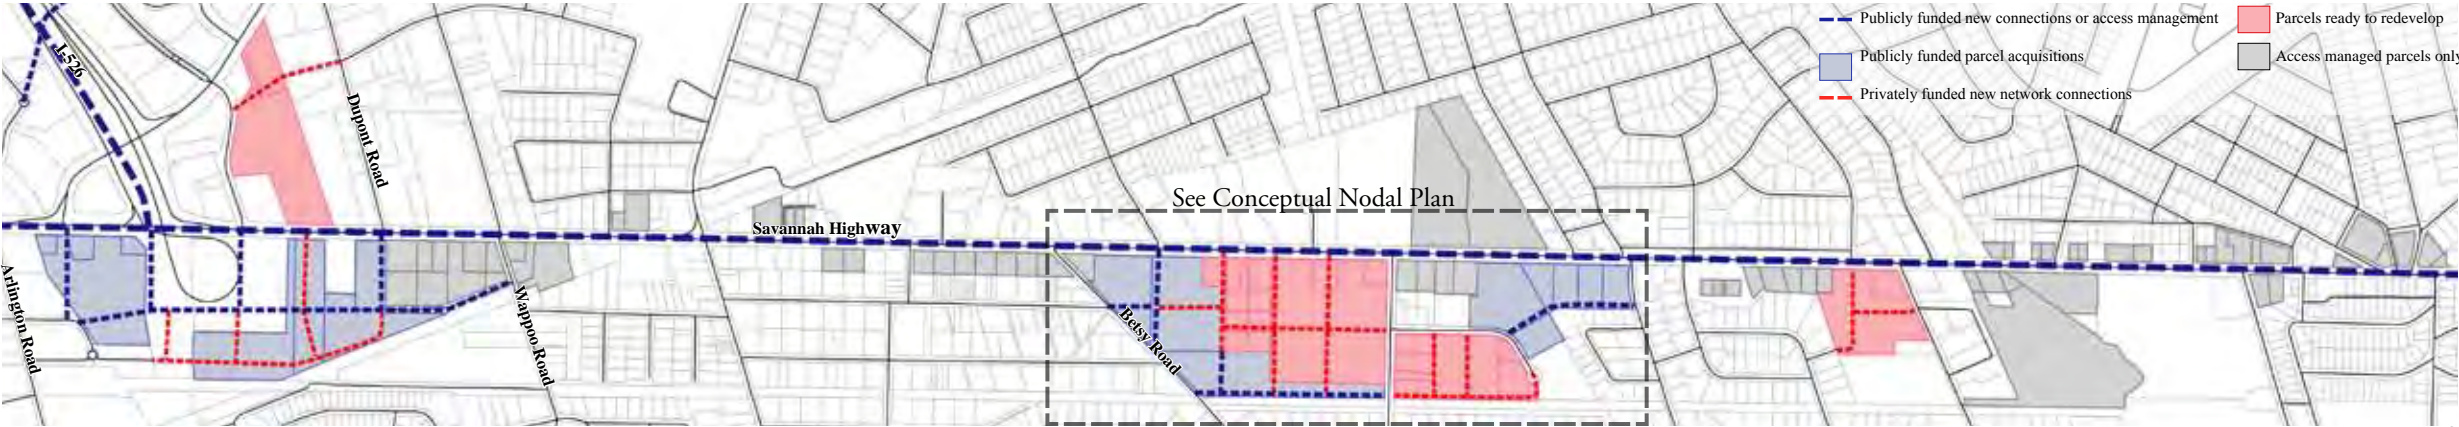 Publicly funded new connections or access management
Parcels ready to redevelop
Publicly funded parcel acquisitions
Access managed parcels only
Privately funded new network connections
I-526
Dupont Road
See Conceptual Nodal Plan
Savannah Highway
Arlington Road
Wappoo Road
Betsy Road